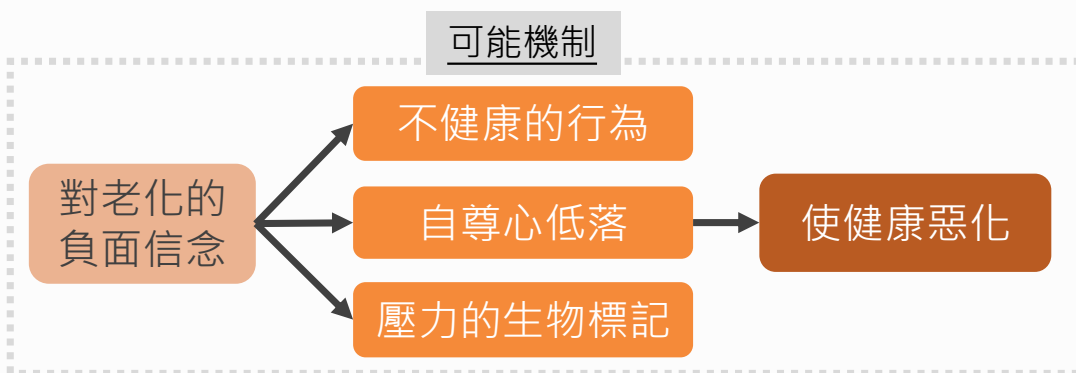 可能機制
不健康的行為
對老化的
負面信念
自尊心低落
使健康惡化
壓力的生物標記